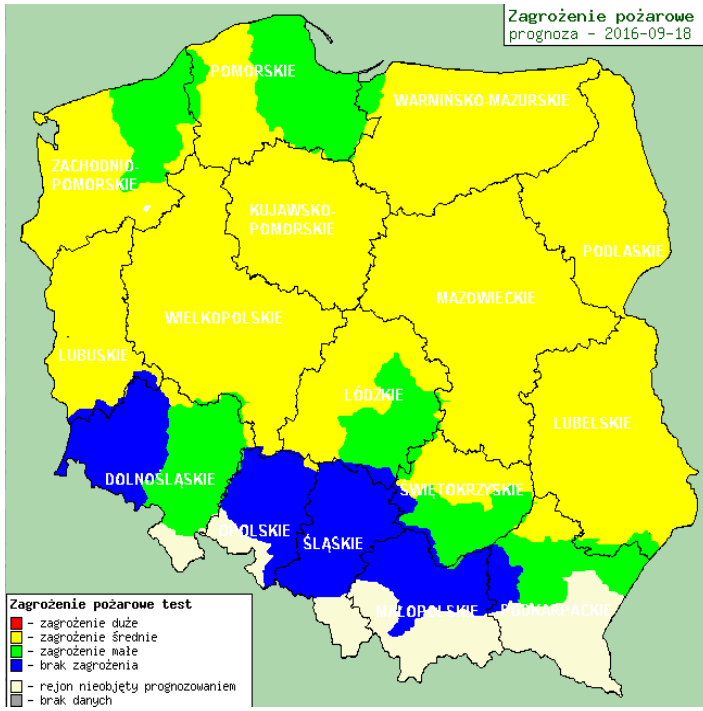 Zagrożenie pożarowe
prognoza - 2016-09-18
POMORSKIE
WARMIŃSKO-MAZURSKIE
ZACHODNIO-
POMORSKIE
KUJAWSKO-
POMORSKIE
PODLASKIE
MAZOWIECKIE
WIELKOPOLSKIE
LUBUSKIE
ŁÓDZKIE
LUBELSKIE
DOLNOŚLĄSKIE
ŚWIĘTOKRZYSKIE
OPOLSKIE
ŚLĄSKIE
MAŁOPOLSKIE
PODKARPACKIE
Zagrożenie pożarowe test
- zagrożenie duże
- zagrożenie średnie
- zagrożenie małe
- brak zagrożenia
- rejon nieobjęty prognozowaniem
- brak danych